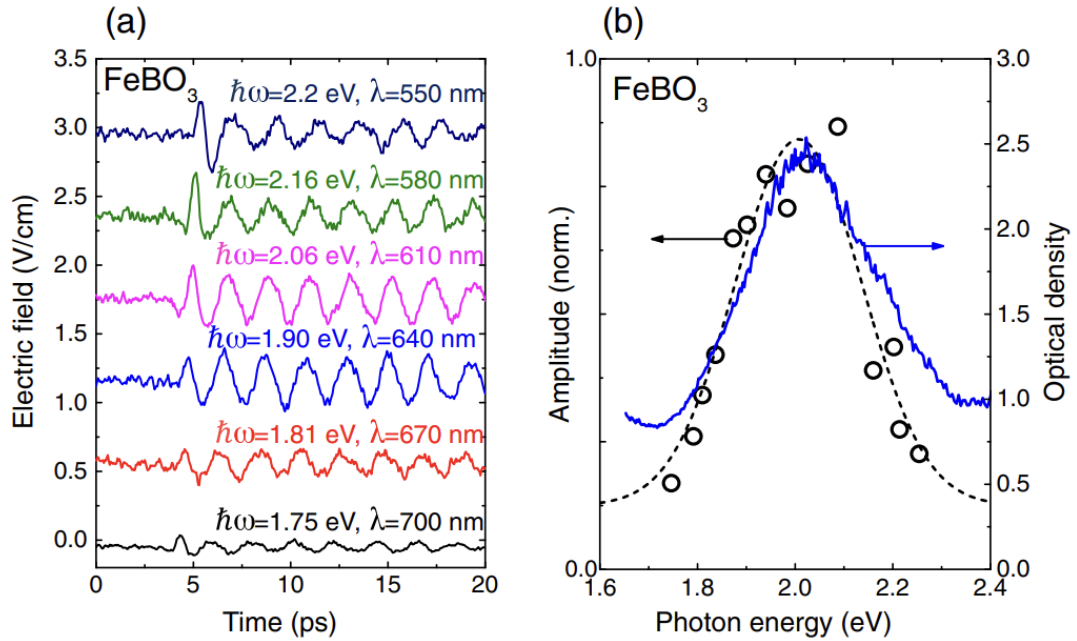 (a)
FeBO3
ħω=2.2 eV, λ=550 nm
ħω=2.16 eV, λ=580 nm
ħω=2.06 eV, λ=610 nm
ħω=1.90 eV, λ=640 nm
ħω=1.81 eV, λ=670 nm
ħω=1.75 eV, λ=700 nm
Electric field (V/cm)
3.5
3.0
2.5
2.0
1.5
1.0
0.5
0.0
0 5 10 15 20
Time (ps)
(b)
FeBO3
Amplitude (norm.)
1.0
0.0
3.0
2.5
2.0
1.5
1.0
0.5
0.0
Optical density
1.6 1.8 2.0 2.2 2.4
Photon energy (eV)